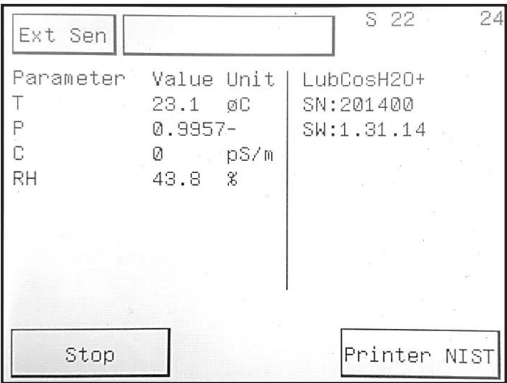 S 22 24
Ext Sen
Parameter Value Unit
T 23.1 øC
P 0.9957-
C 0 pS/m
RH 43.8 %
LubCosH2O+
SN:201400
SW:1.31.14
Stop
Printer NIST